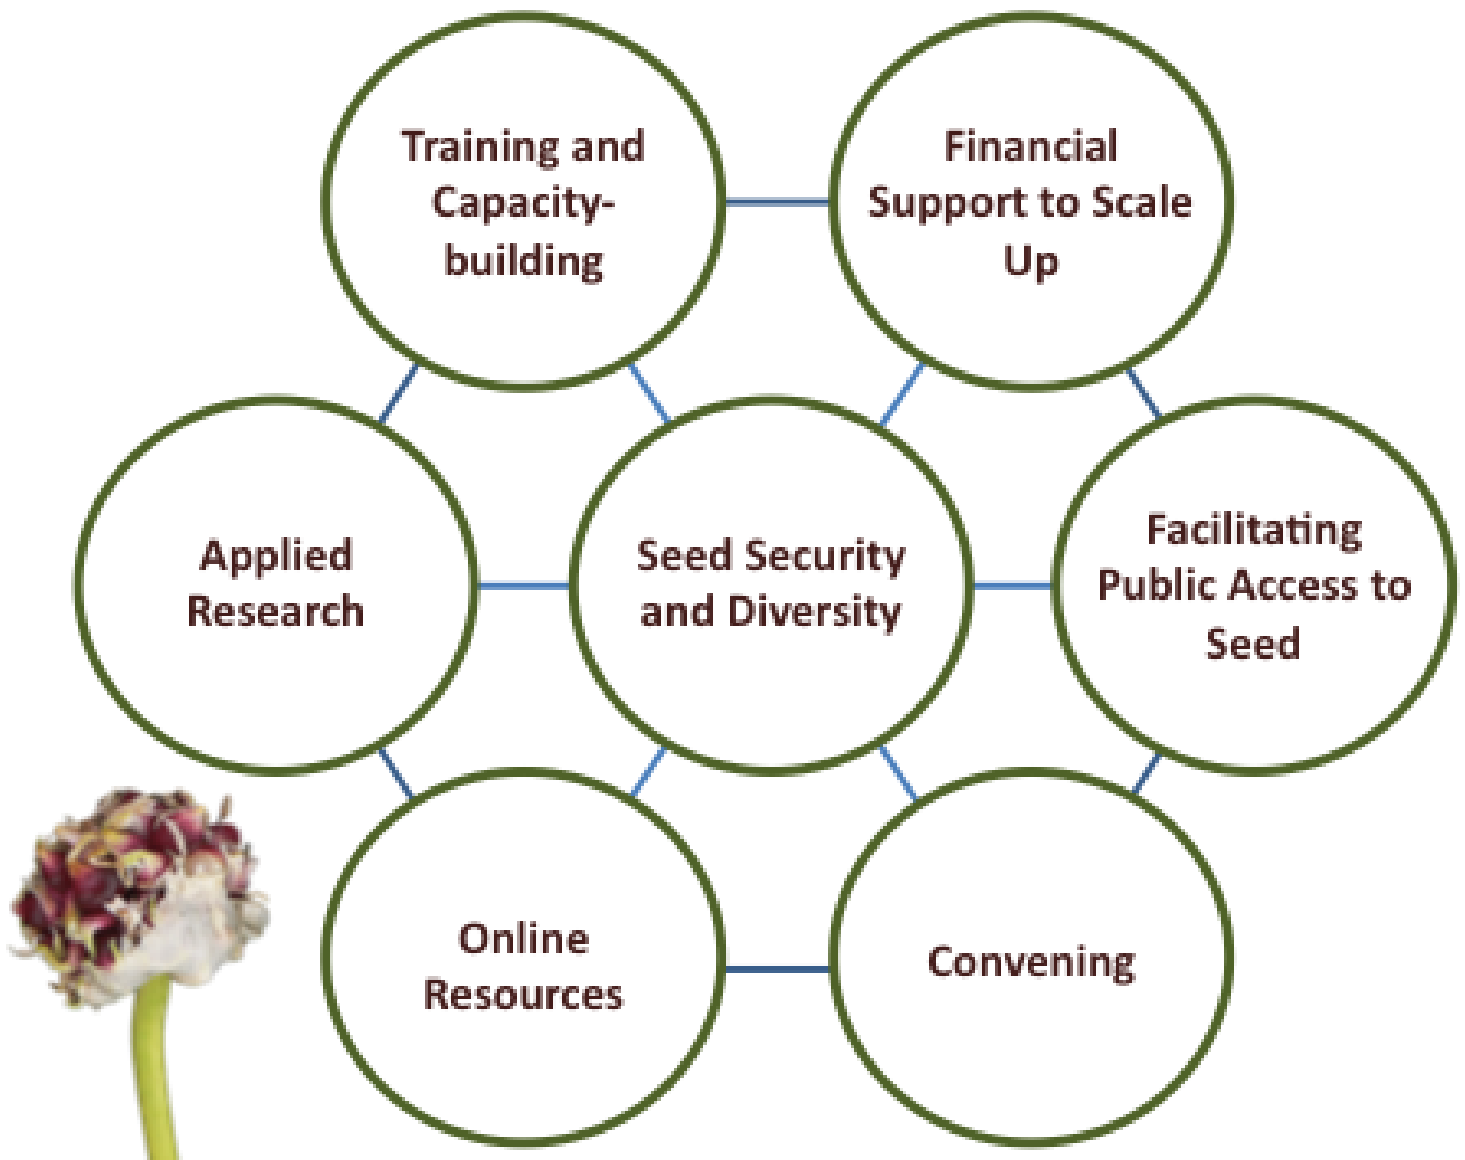 Training and
Capacity-
building
Financial
Support to Scale
Up
Applied
Research
Seed Security
and Diversity
Facilitating
Public Access to
Seed
Online
Resources
Convening